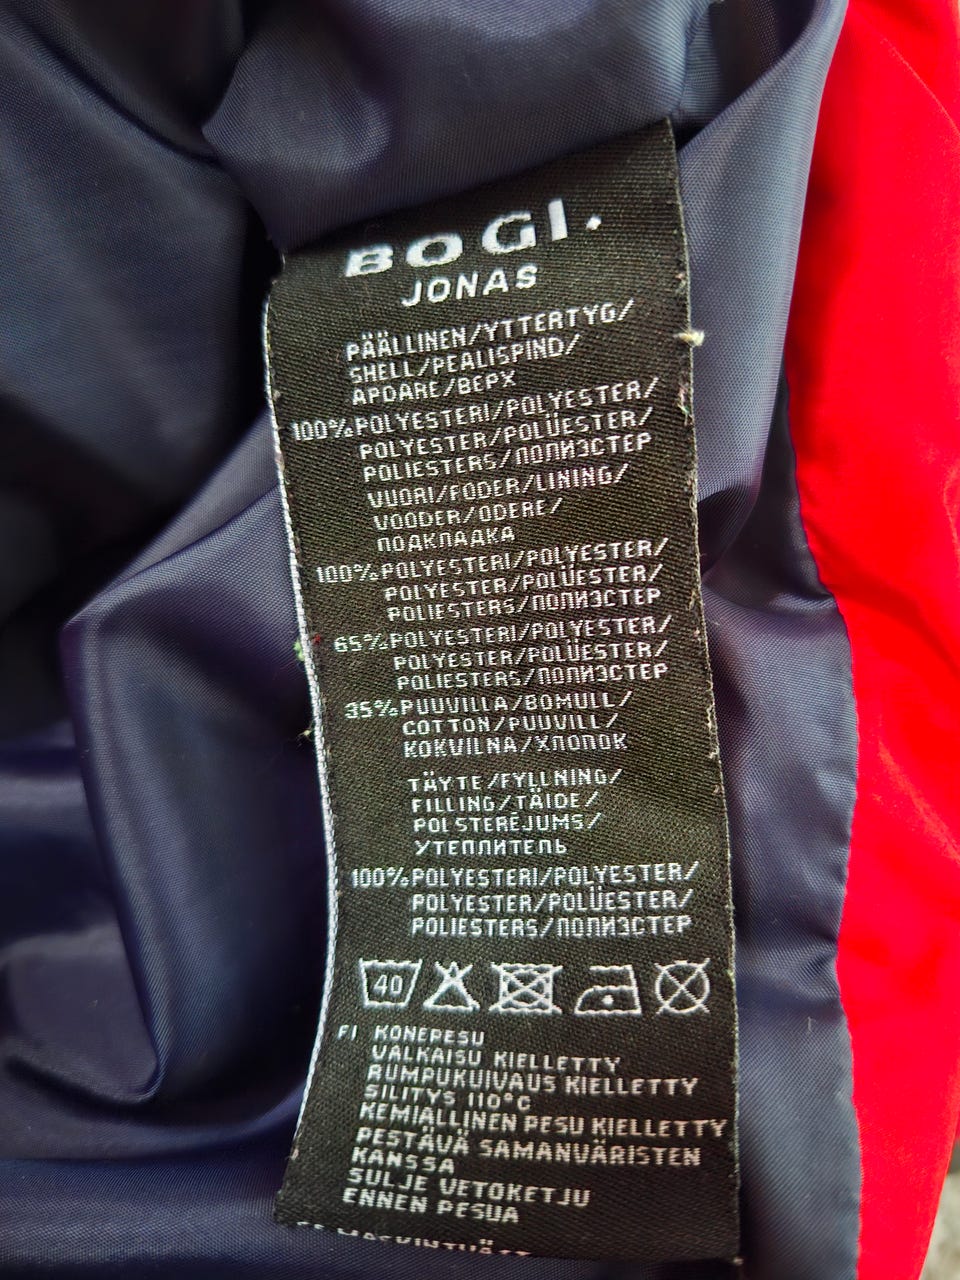 BOGI.
JONAS
PÄÄLLINEN/YTTERTYG/
SHELL/PEALISPIND/
APDARE/ВЕРХ
100%POLYESTERI/POLYESTER/
POLYESTER/POLÜESTER/
POLIESTERS/ПОЛИЭСТЕР
VUORI/FODER/LINING/
VOODER/ODERE/
ПОДКЛАДКА
100%POLYESTERI/POLYESTER/
POLYESTER/POLÜESTER/
POLIESTERS/ПОЛИЭСТЕР
65%POLYESTERI/POLYESTER/
POLYESTER/POLÜESTER/
POLIESTERS/ПОЛИЭСТЕР
35%PUUVILLA/BOMULL/
COTTON/PUUVILL/
KOKVILNA/ХЛОПОК
TÄYTE/FYLLNING/
FILLING/TÄIDE/
POLSTERĒJUMS/
УТЕПЛИТЕЛЬ
100%POLYESTERI/POLYESTER/
POLYESTER/POLÜESTER/
POLIESTERS/ПОЛИЭСТЕР
40
FI KONEPESU
VALKAISU KIELLETTY
RUMPUKUIVAUS KIELLETTY
SILITYS 110°C
KEMIALLINEN PESU KIELLETTY
PESTÄVÄ SAMANVÄRISTEN
KANSSA
SULJE VETOKETJU
ENNEN PESUA